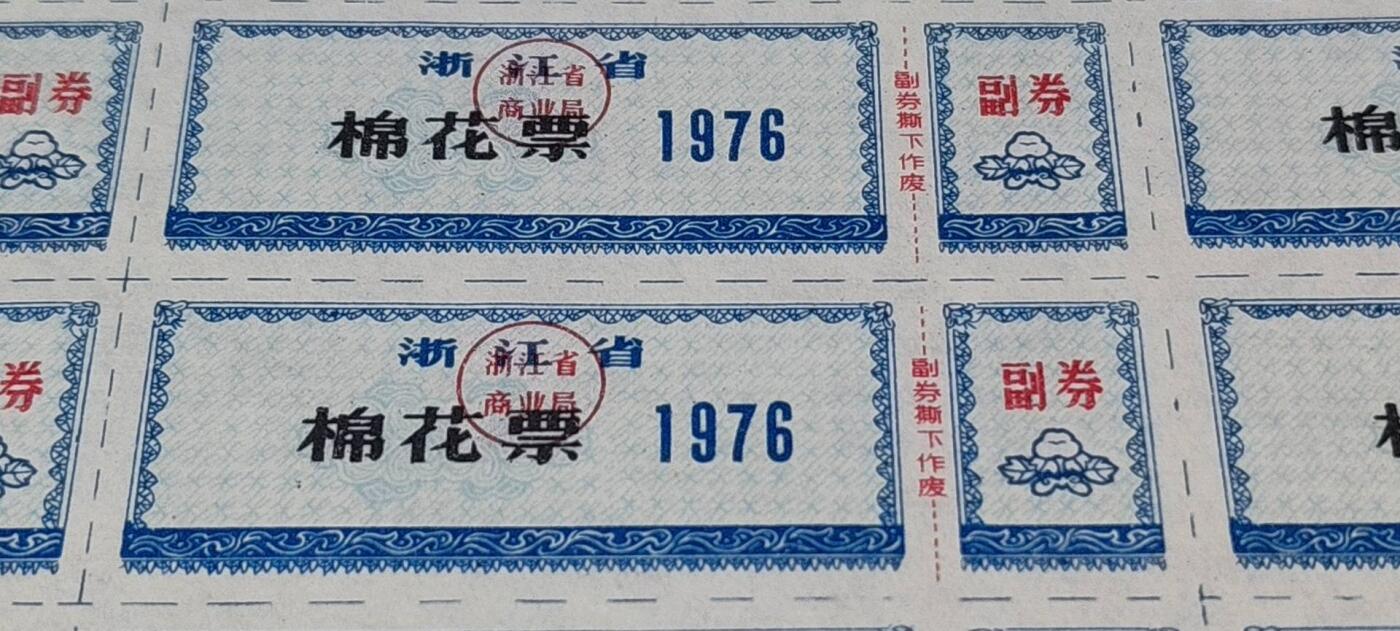 副券
浙江省
浙江省
商业局
棉花票 1976
副券撕下作废
副券
棉
券
浙江省
浙江省
商业局
棉花票 1976
副券撕下作废
副券